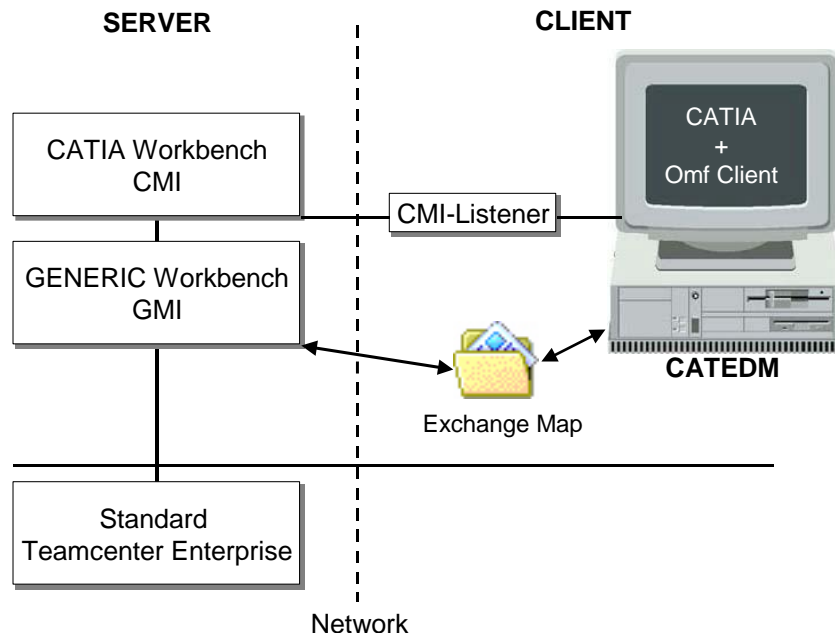 SERVER
CLIENT
CATIA Workbench
CMI
CATIA
+
Omf Client
CMI-Listener
GENERIC Workbench
GMI
CATEDM
Exchange Map
Standard
Teamcenter Enterprise
Network